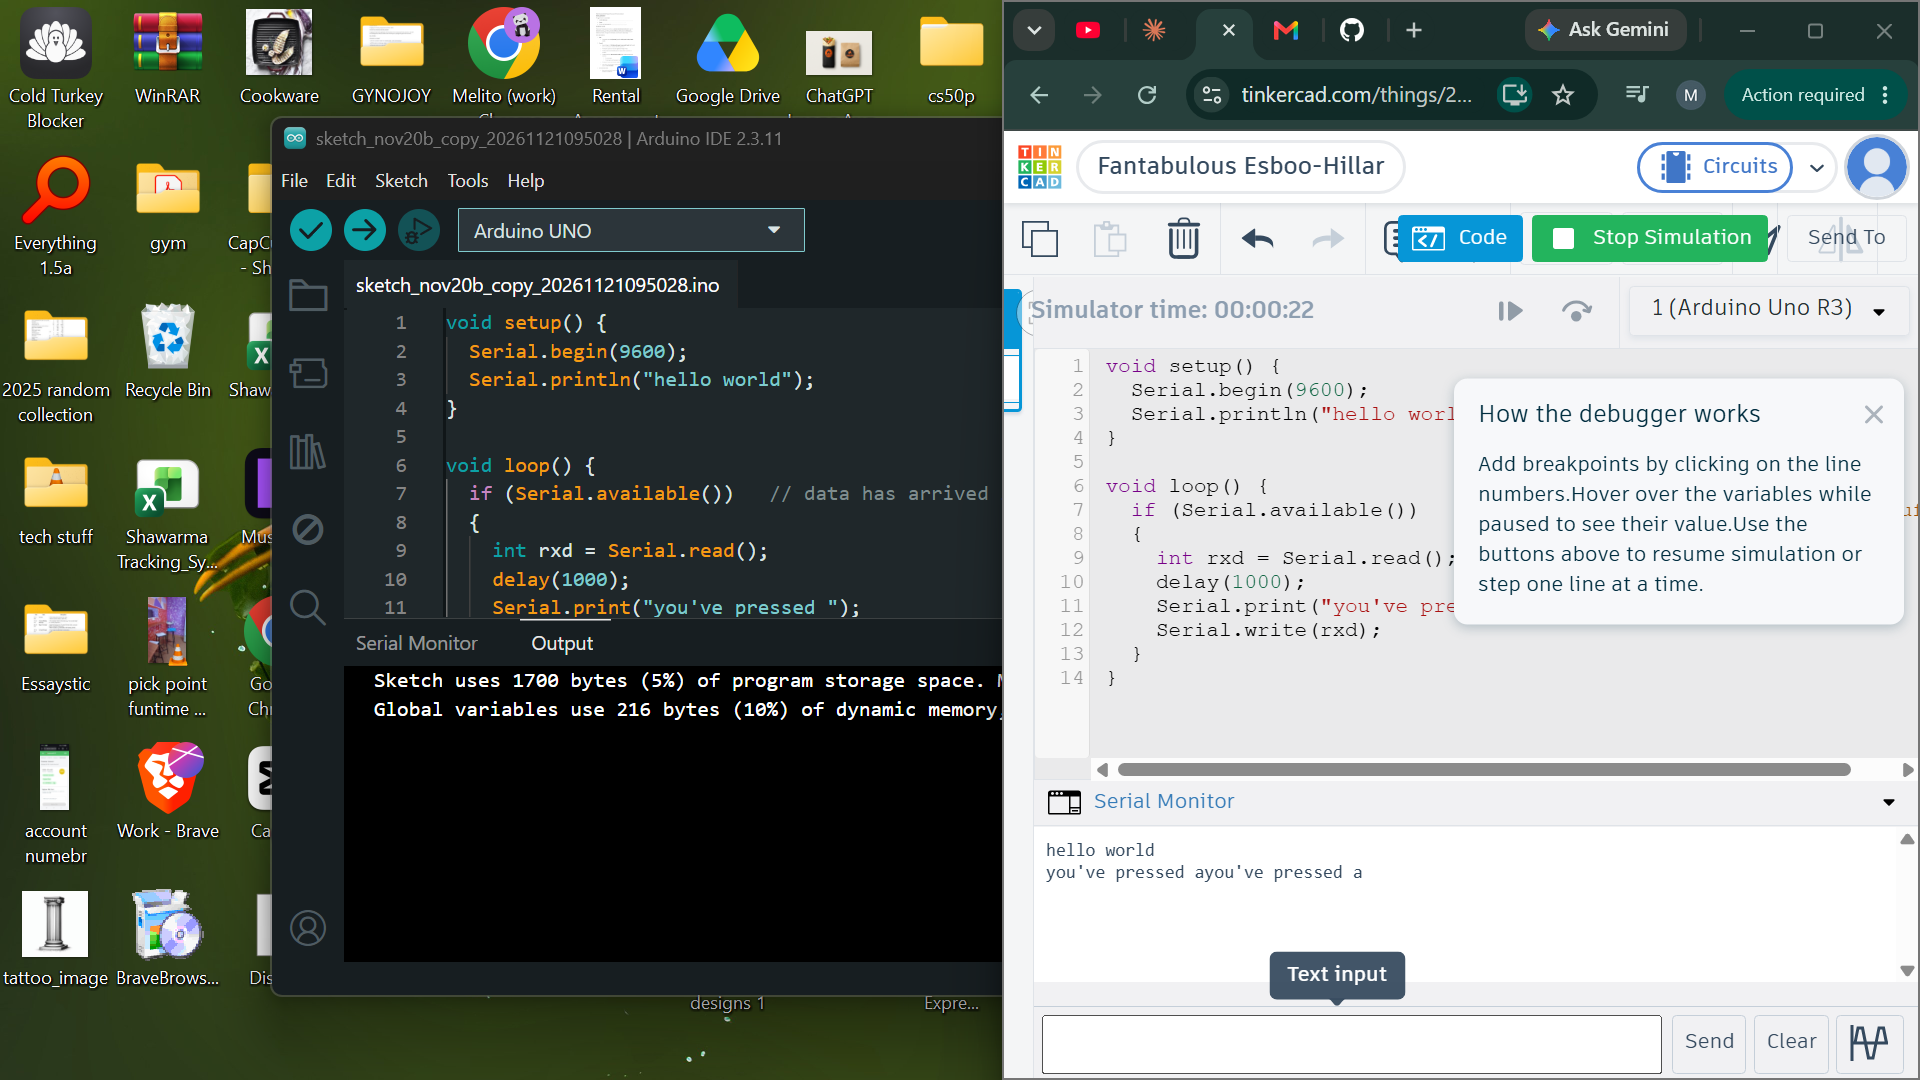 Cold Turkey
Blocker
WinRAR
Cookware
GYNOJOY
Melito (work)
Rental
Google Drive
ChatGPT
cs50p
Everything
1.5a
gym
2025 random
collection
Recycle Bin
tech stuff
Shawarma
Tracking_Sy...
Essaystic
pick point
funtime ...
account
numebr
Work - Brave
tattoo_image
BraveBrows...
designs 1
Expre...
sketch_nov20b_copy_20261121095028 | Arduino IDE 2.3.11
File Edit Sketch Tools Help
Arduino UNO
sketch_nov20b_copy_20261121095028.ino
1 void setup() {
2 Serial.begin(9600);
3 Serial.println("hello world");
4 }
5
6 void loop() {
7 if (Serial.available()) // data has arrived
8 {
9 int rxd = Serial.read();
10 delay(1000);
11 Serial.print("you've pressed ");
Serial Monitor Output
Sketch uses 1700 bytes (5%) of program storage space.
Global variables use 216 bytes (10%) of dynamic memory,
Ask Gemini
tinkercad.com/things/2...
M
Action required
TIN
KER
CAD
Fantabulous Esboo-Hillar
Circuits
Code
Stop Simulation
Send To
Simulator time: 00:00:22
1 (Arduino Uno R3)
1 void setup() {
2 Serial.begin(9600);
3 Serial.println("hello worl
4 }
5
6 void loop() {
7 if (Serial.available())
8 {
9 int rxd = Serial.read();
10 delay(1000);
11 Serial.print("you've pre
12 Serial.write(rxd);
13 }
14 }
How the debugger works
Add breakpoints by clicking on the line
numbers.Hover over the variables while
paused to see their value.Use the
buttons above to resume simulation or
step one line at a time.
Serial Monitor
hello world
you've pressed ayou've pressed a
Text input
Send
Clear